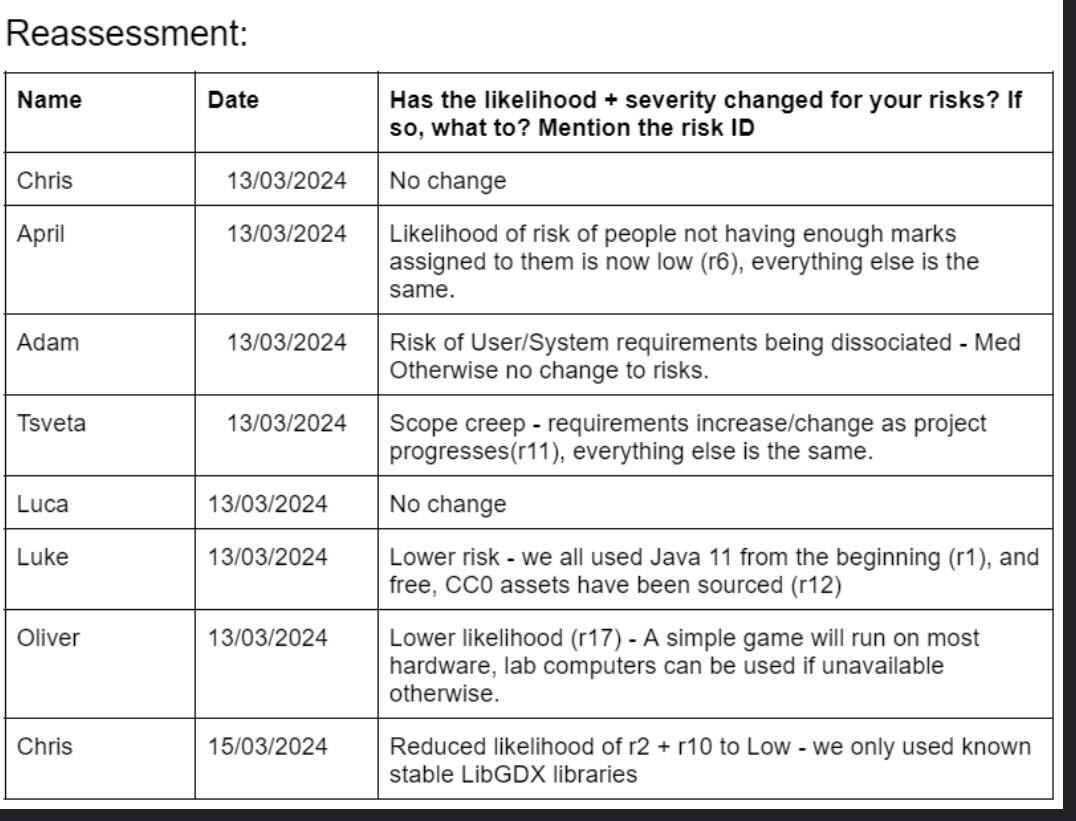 Reassessment:
Name Date Has the likelihood + severity changed for your risks? If
so, what to? Mention the risk ID
Chris 13/03/2024 No change
April 13/03/2024 Likelihood of risk of people not having enough marks
assigned to them is now low (r6), everything else is the
same.
Adam 13/03/2024 Risk of User/System requirements being dissociated - Med
Otherwise no change to risks.
Tsveta 13/03/2024 Scope creep - requirements increase/change as project
progresses(r11), everything else is the same.
Luca 13/03/2024 No change
Luke 13/03/2024 Lower risk - we all used Java 11 from the beginning (r1), and
free, CC0 assets have been sourced (r12)
Oliver 13/03/2024 Lower likelihood (r17) - A simple game will run on most
hardware, lab computers can be used if unavailable
otherwise.
Chris 15/03/2024 Reduced likelihood of r2 + r10 to Low - we only used known
stable LibGDX libraries